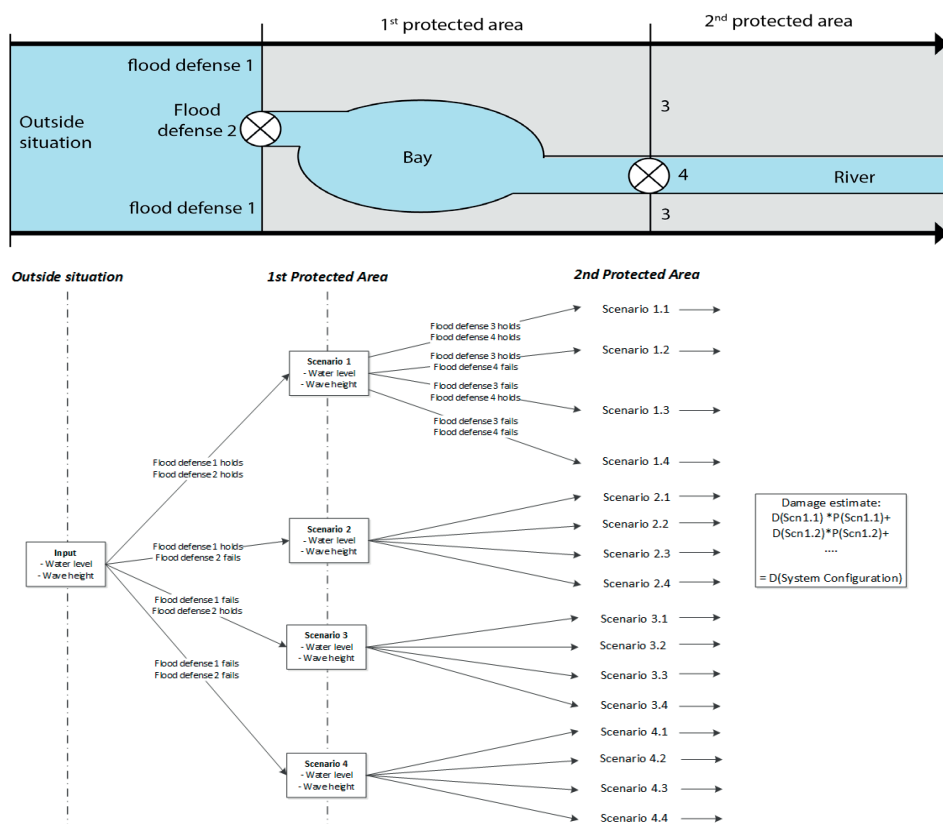 1st protected area
2nd protected area
flood defense 1
Outside
situation
Flood
defense 2
Bay
3
4
River
flood defense 1
3
Outside situation
1st Protected Area
2nd Protected Area
Scenario 1.1
Flood defense 3 holds
Flood defense 4 holds
Scenario 1
- Water level
- Wave height
Flood defense 3 holds
Flood defense 4 fails
Scenario 1.2
Flood defense 3 fails
Flood defense 4 holds
Scenario 1.3
Flood defense 3 fails
Flood defense 4 fails
Scenario 1.4
Flood defense 1 holds
Flood defense 2 holds
Scenario 2.1
Scenario 2
- Water level
- Wave height
Scenario 2.2
Scenario 2.3
Scenario 2.4
Damage estimate:
D(Scn1.1) *P(Scn1.1)+
D(Scn1.2)*P(Scn1.2)+
....
= D(System Configuration)
Input
- Water level
- Wave height
Flood defense 1 holds
Flood defense 2 fails
Flood defense 1 fails
Flood defense 2 holds
Scenario 3.1
Scenario 3
- Water level
- Wave height
Scenario 3.2
Scenario 3.3
Scenario 3.4
Flood defense 1 fails
Flood defense 2 fails
Scenario 4.1
Scenario 4
- Water level
- Wave height
Scenario 4.2
Scenario 4.3
Scenario 4.4